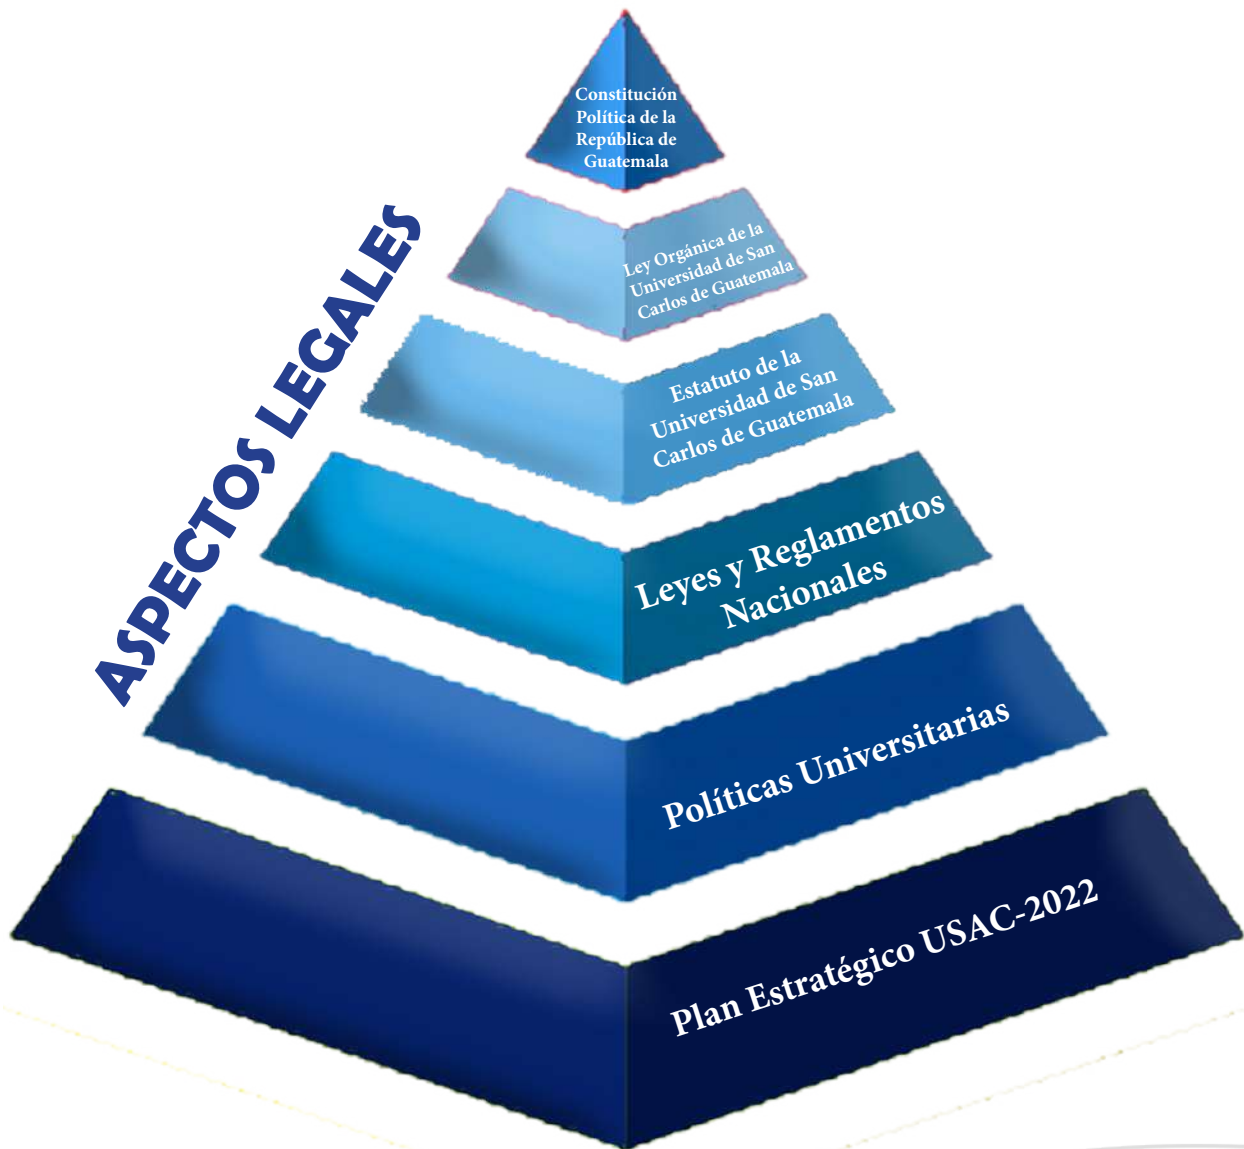 Constitución
Política de la
República de
Guatemala
ASPECTOS LEGALES
Ley Orgánica de la
Universidad de San
Carlos de Guatemala
Estatuto de la
Universidad de San
Carlos de Guatemala
Leyes y Reglamentos
Nacionales
Políticas Universitarias
Plan Estratégico USAC-2022